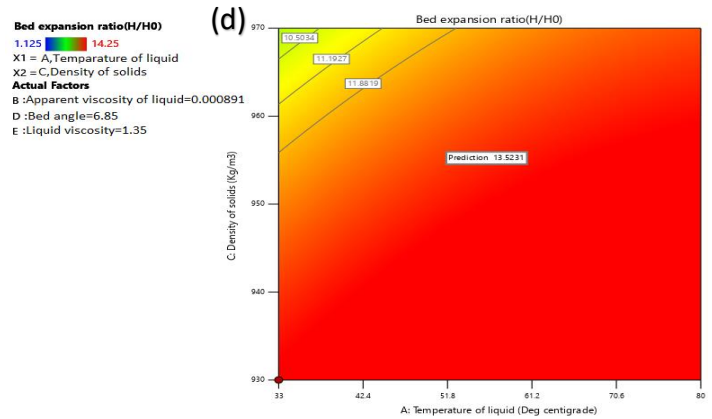 (d)
Bed expansion ratio(H/H0)
1.125 14.25
X1 = A,Temparature of liquid
X2 = C,Density of solids
Actual Factors
B :Apparent viscosity of liquid=0.000891
D :Bed angle=6.85
E :Liquid viscosity=1.35
Bed expansion ratio(H/H0)
C: Density of solids (Kg/m3)
970
960
950
940
930
10.5034
11.1927
11.8819
Prediction 13.5231
33 42.4 51.8 61.2 70.6 80
A: Temperature of liquid (Deg centigrade)